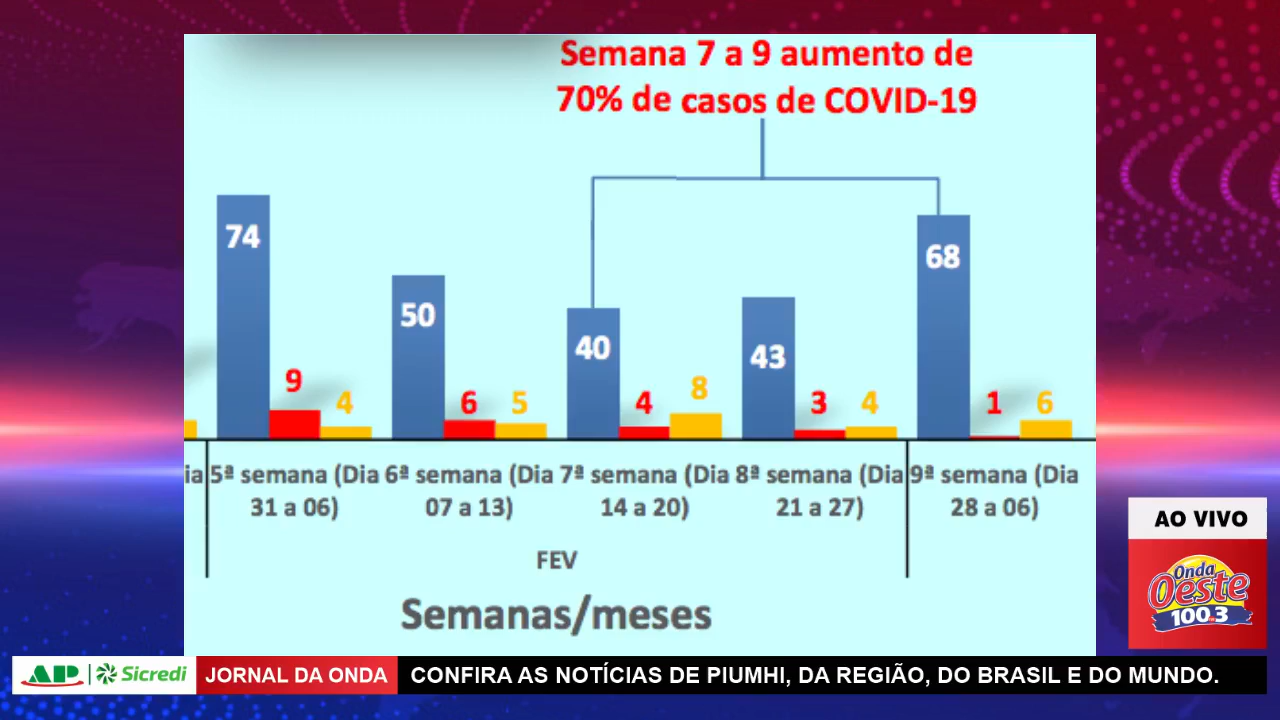 Semana 7 a 9 aumento de
70% de casos de COVID-19
74
9
4
50
6
5
40
4
8
43
3
4
68
1
6
ia
5ª semana (Dia
31 a 06)
6ª semana (Dia
07 a 13)
7ª semana (Dia
14 a 20)
8ª semana (Dia
21 a 27)
9ª semana (Dia
28 a 06)
FEV
Semanas/meses
AO VIVO
Onda
Oeste
100.3
AP
Sicredi
JORNAL DA ONDA
CONFIRA AS NOTÍCIAS DE PIUMHI, DA REGIÃO, DO BRASIL E DO MUNDO.